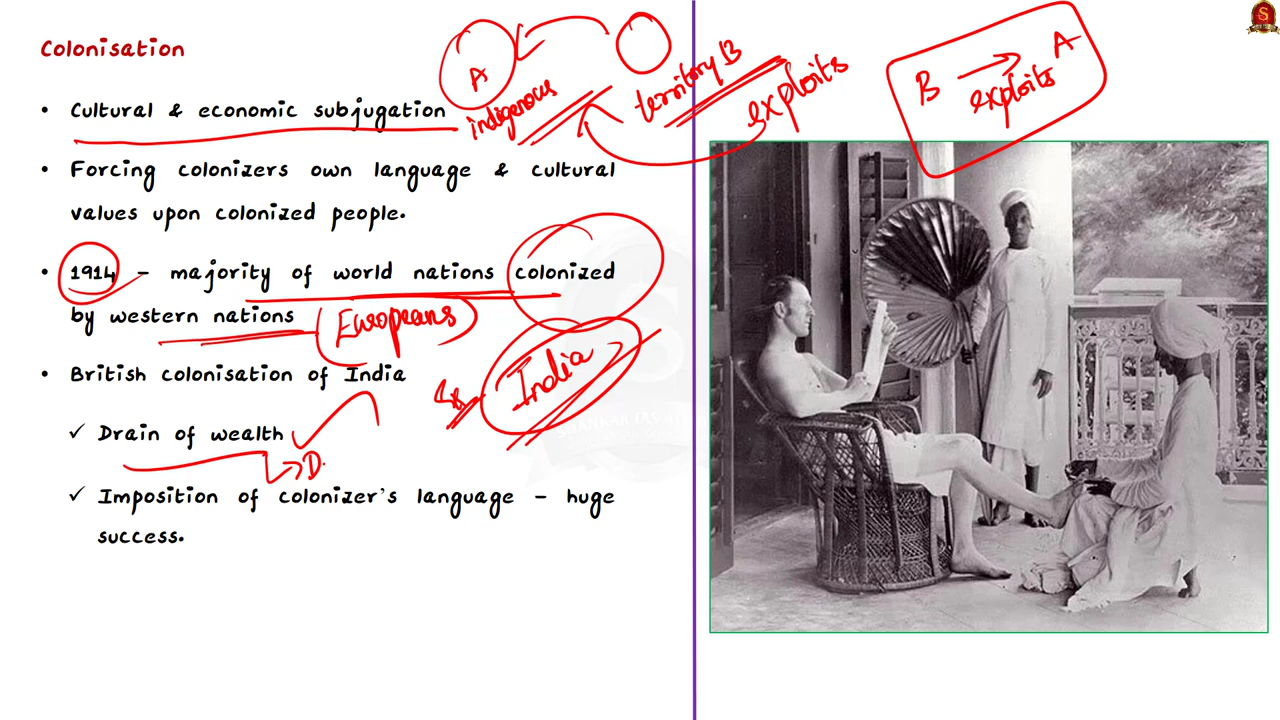 Colonisation
• Cultural & economic subjugation
• Forcing colonizers own language & cultural
values upon colonized people.
• 1914 - majority of world nations colonized
by western nations
Europeans
• British colonisation of India
India
✓ Drain of wealth
D.
✓ Imposition of colonizer's language - huge
success.
A
indigenous
territory B
exploits
B → A
exploits
S